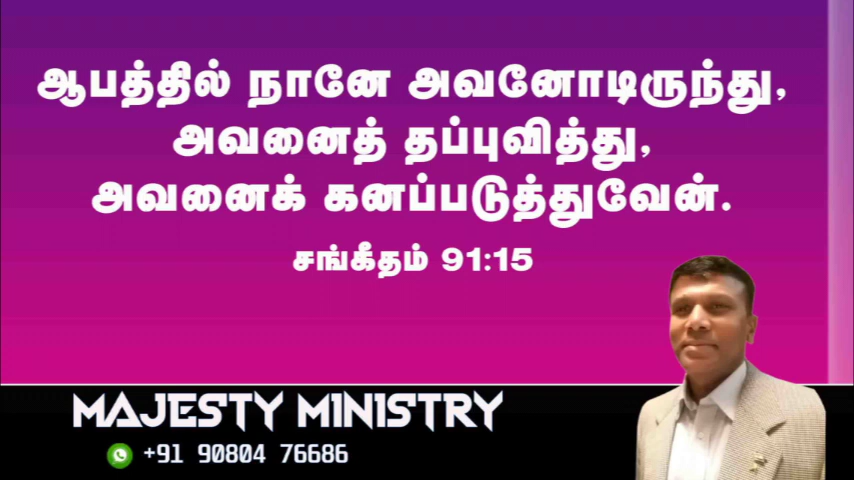 ஆபத்தில் நானே அவனோடிருந்து,
அவனைத் தப்புவித்து,
அவனைக் கனப்படுத்துவேன்.
சங்கீதம் 91:15
MAJESTY MINISTRY
+91 90804 76686